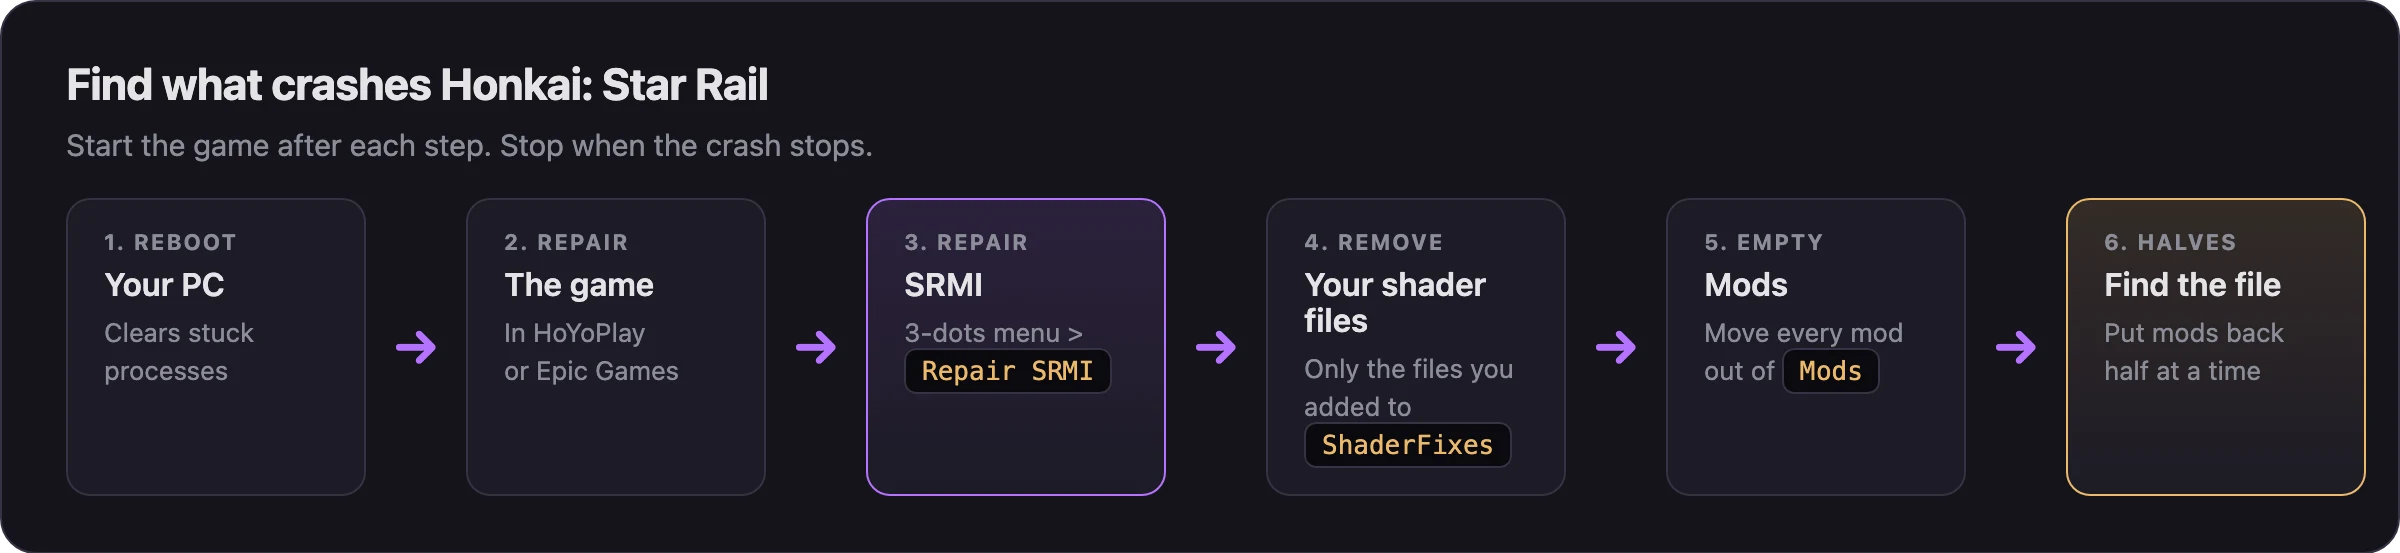 Find what crashes Honkai: Star Rail
Start the game after each step. Stop when the crash stops.
1. REBOOT
Your PC
Clears stuck
processes
2. REPAIR
The game
In HoYoPlay
or Epic Games
3. REPAIR
SRMI
3-dots menu >
Repair SRMI
4. REMOVE
Your shader
files
Only the files you
added to
ShaderFixes
5. EMPTY
Mods
Move every mod
out of Mods
6. HALVES
Find the file
Put mods back
half at a time